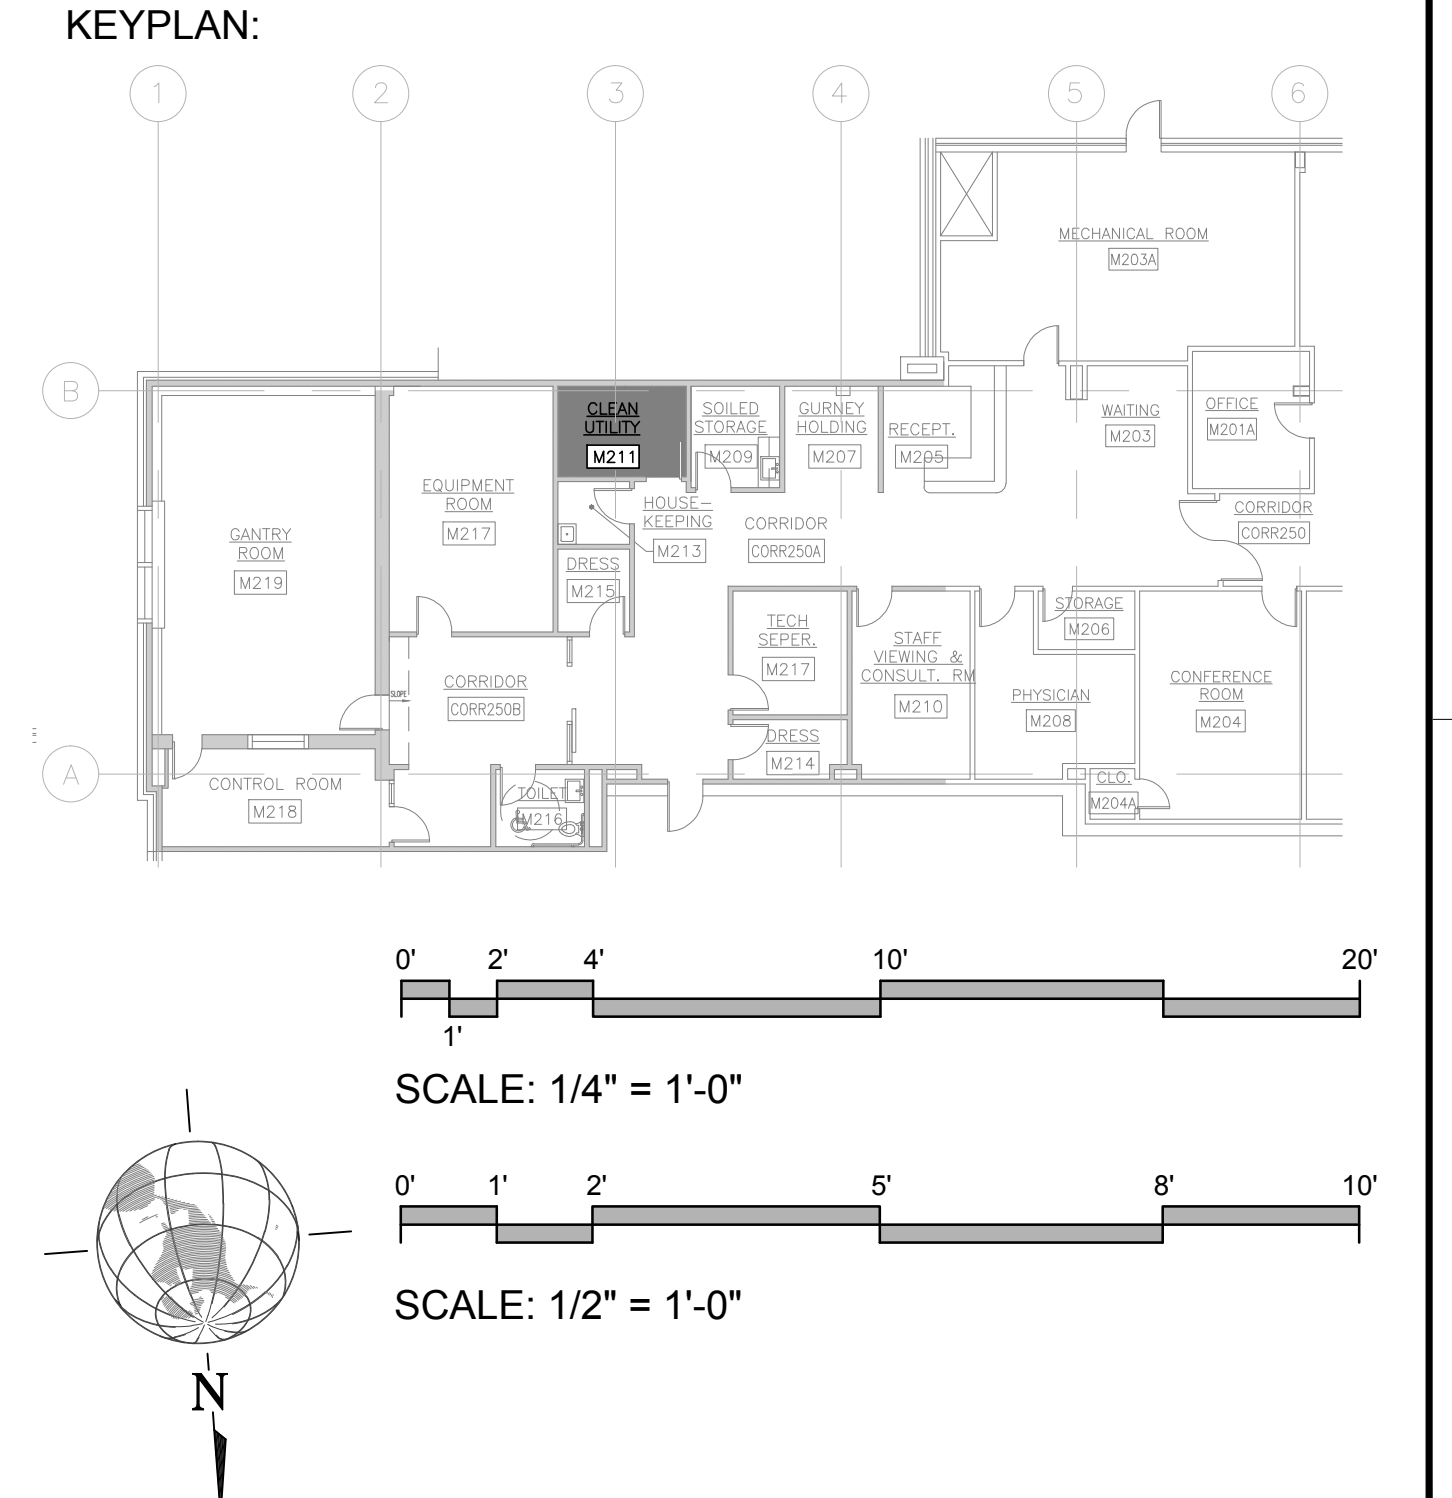 KEYPLAN:
1
2
3
4
5
6
MECHANICAL ROOM
M203A
B
CLEAN
UTILITY
M211
SOILED
STORAGE
M209
GURNEY
HOLDING
M207
RECEPT.
M205
WAITING
M203
OFFICE
M201A
EQUIPMENT
ROOM
M217
HOUSE-
KEEPING
M213
CORRIDOR
CORR250A
CORRIDOR
CORR250
GANTRY
ROOM
M219
DRESS
M215
TECH
SEPER.
M217
STAFF
VIEWING &
CONSULT. RM
M210
STORAGE
M206
PHYSICIAN
M208
CONFERENCE
ROOM
M204
CORRIDOR
CORR250B
SLOPE
DRESS
M214
A
CONTROL ROOM
M218
TOILET
M216
CLO.
M204A
0' 2' 4' 10' 20'
1'
SCALE: 1/4" = 1'-0"
0' 1' 2' 5' 8' 10'
SCALE: 1/2" = 1'-0"
N